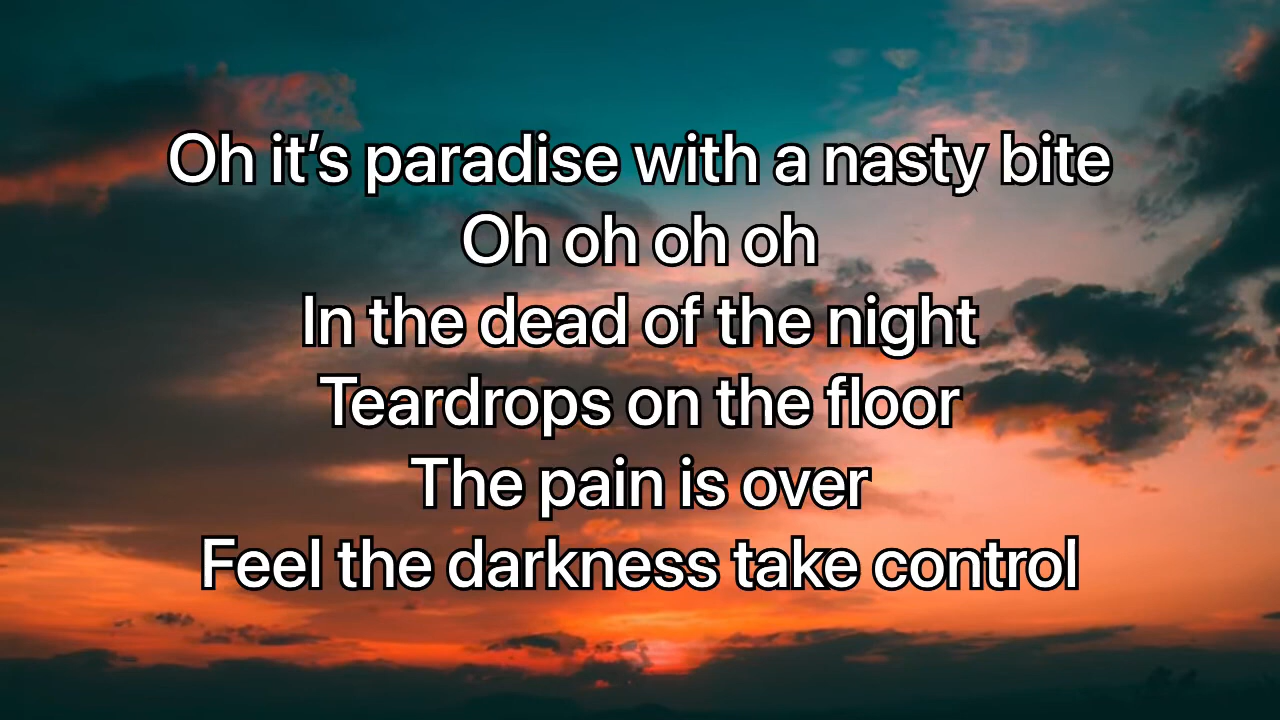 Oh it’s paradise with a nasty bite
Oh oh oh oh
In the dead of the night
Teardrops on the floor
The pain is over
Feel the darkness take control